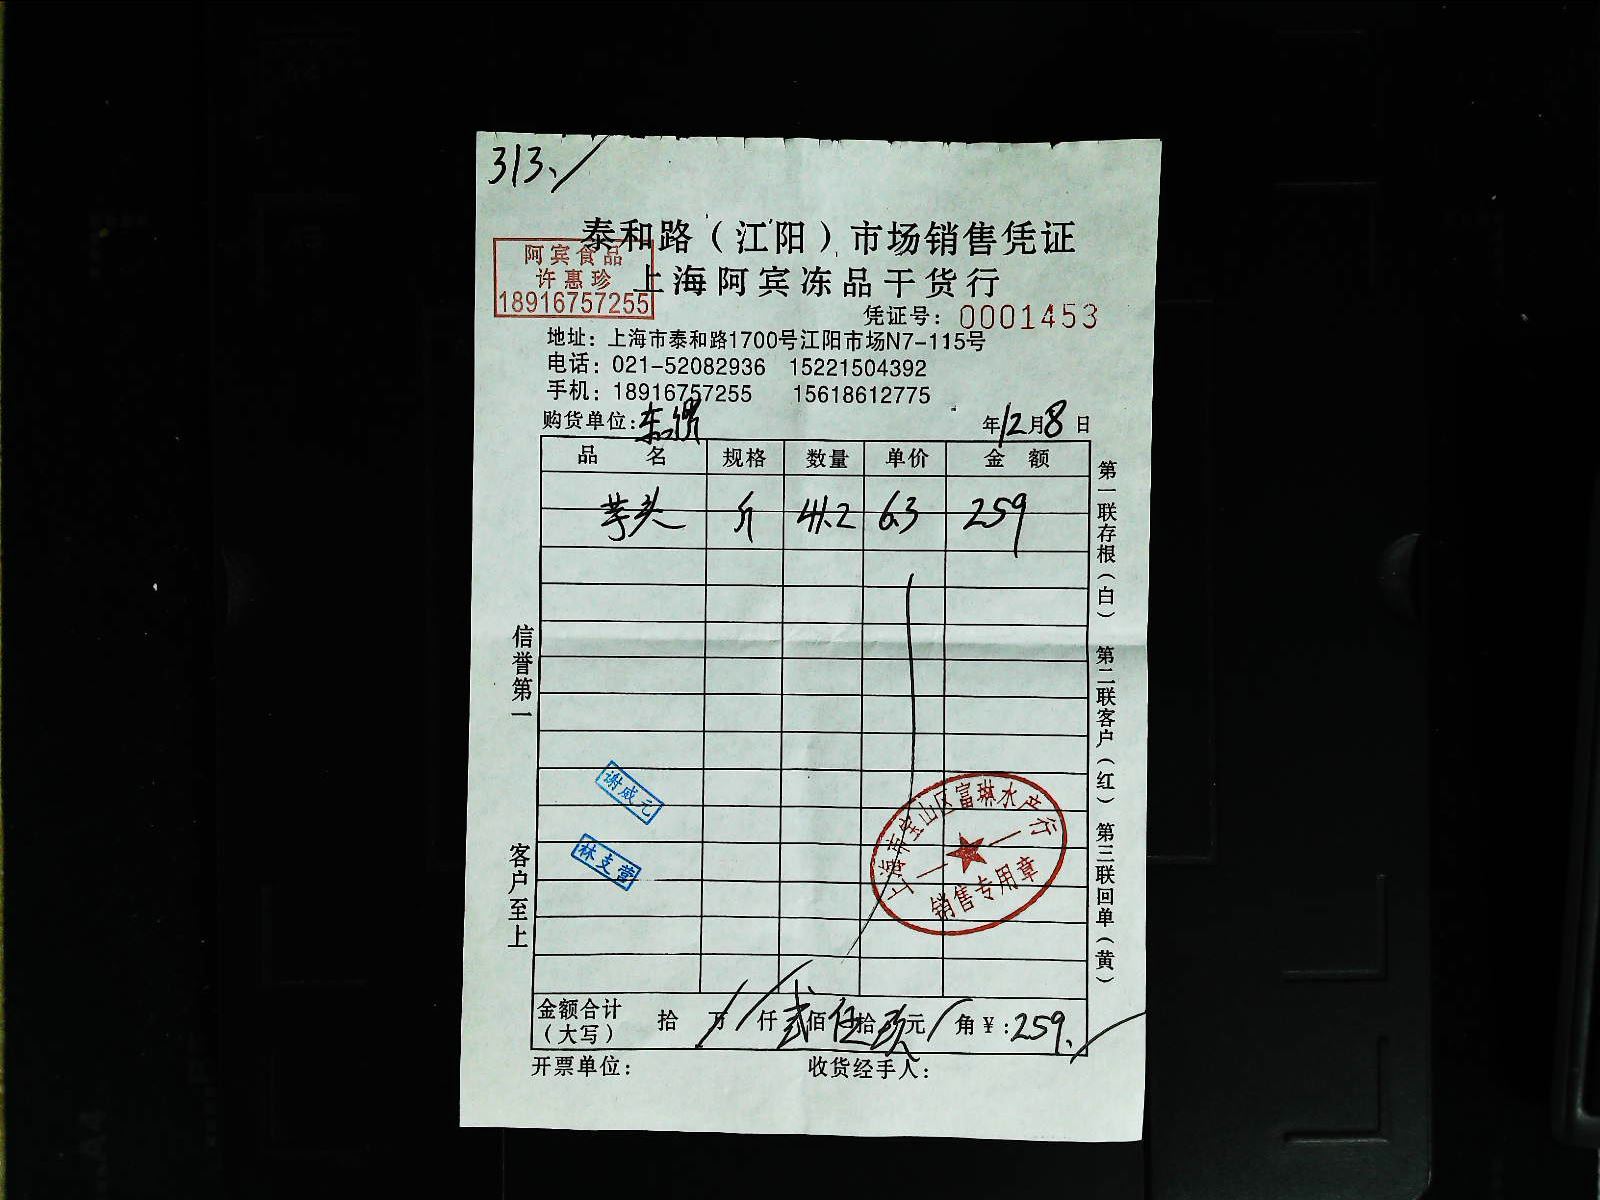 313、
泰和路（江阳）市场销售凭证
阿宾食品
许惠珍
18916757255
上海阿宾冻品干货行
凭证号：0001453
地址：上海市泰和路1700号江阳市场N7-115号
电话：021-52082936 15221504392
手机：18916757255 15618612775
购货单位： 年12月8日
品名 规格 数量 单价 金额
芋头 斤 41.2 6.3 259
信誉第一
客户至上
第一联存根（白） 第二联客户（红） 第三联回单（黄）
谢威元
林支营
上海市宝山区富琳水产行
销售专用章
金额合计（大写） 拾 万 仟 贰佰 伍拾 玖元 角 ￥：259.
开票单位： 收货经手人：